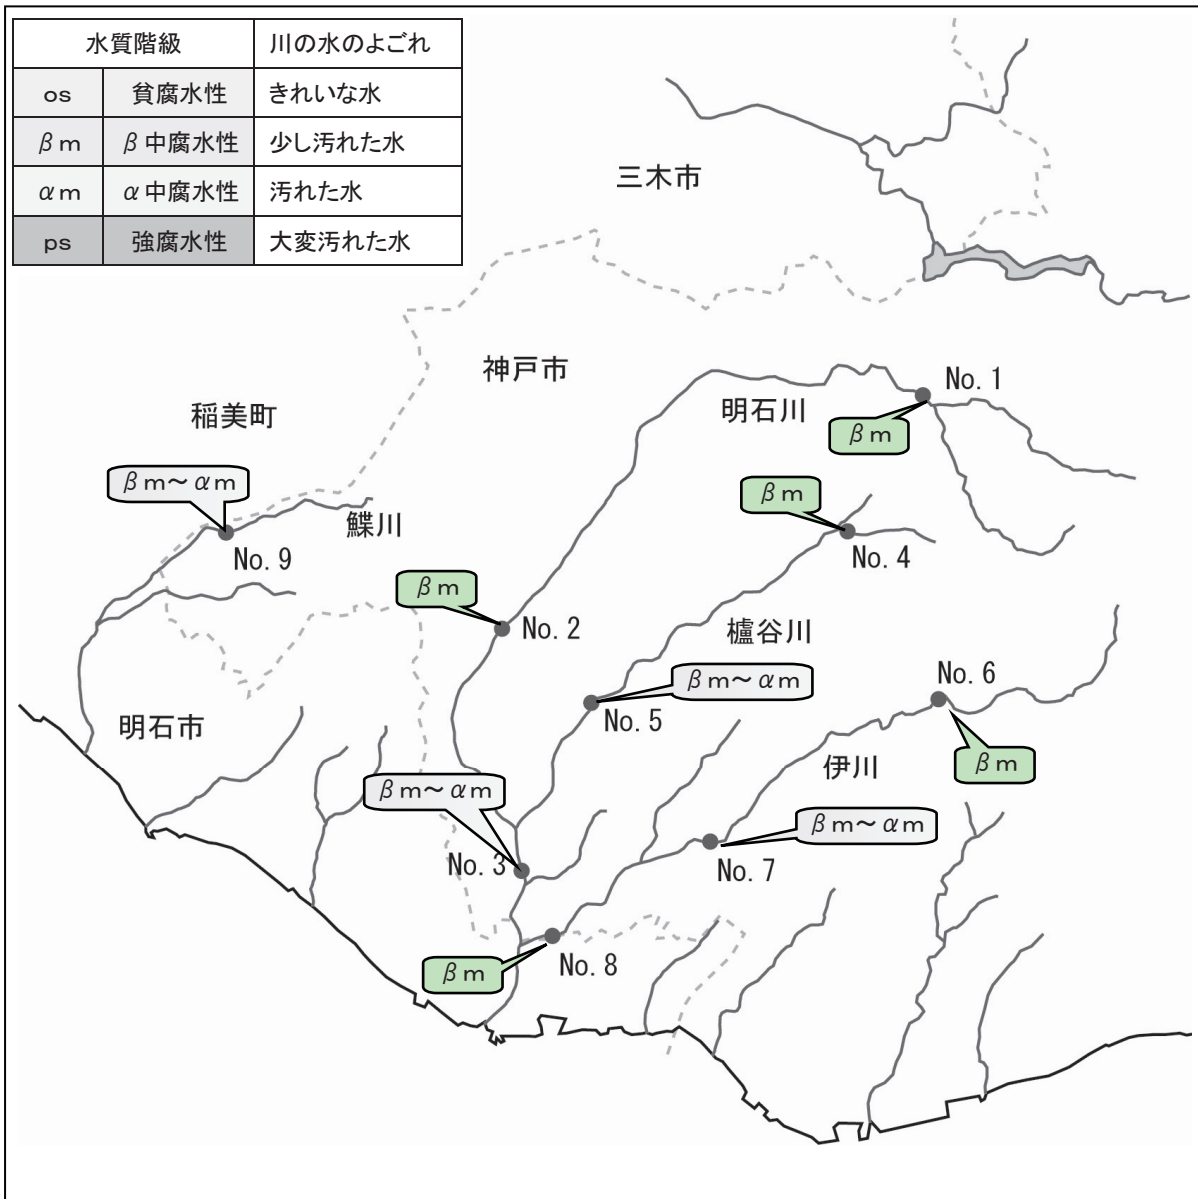 水質階級 川の水のよごれ
os 貧腐水性 きれいな水
βm β中腐水性 少し汚れた水
αm α中腐水性 汚れた水
ps 強腐水性 大変汚れた水
三木市
神戸市
稲美町
明石川
No.1
βm
βm
No.4
βm～αm
鰈川
No.9
βm
No.2
櫨谷川
βm～αm
No.5
No.6
βm
明石市
伊川
βm～αm
No.3
βm～αm
No.7
βm
No.8